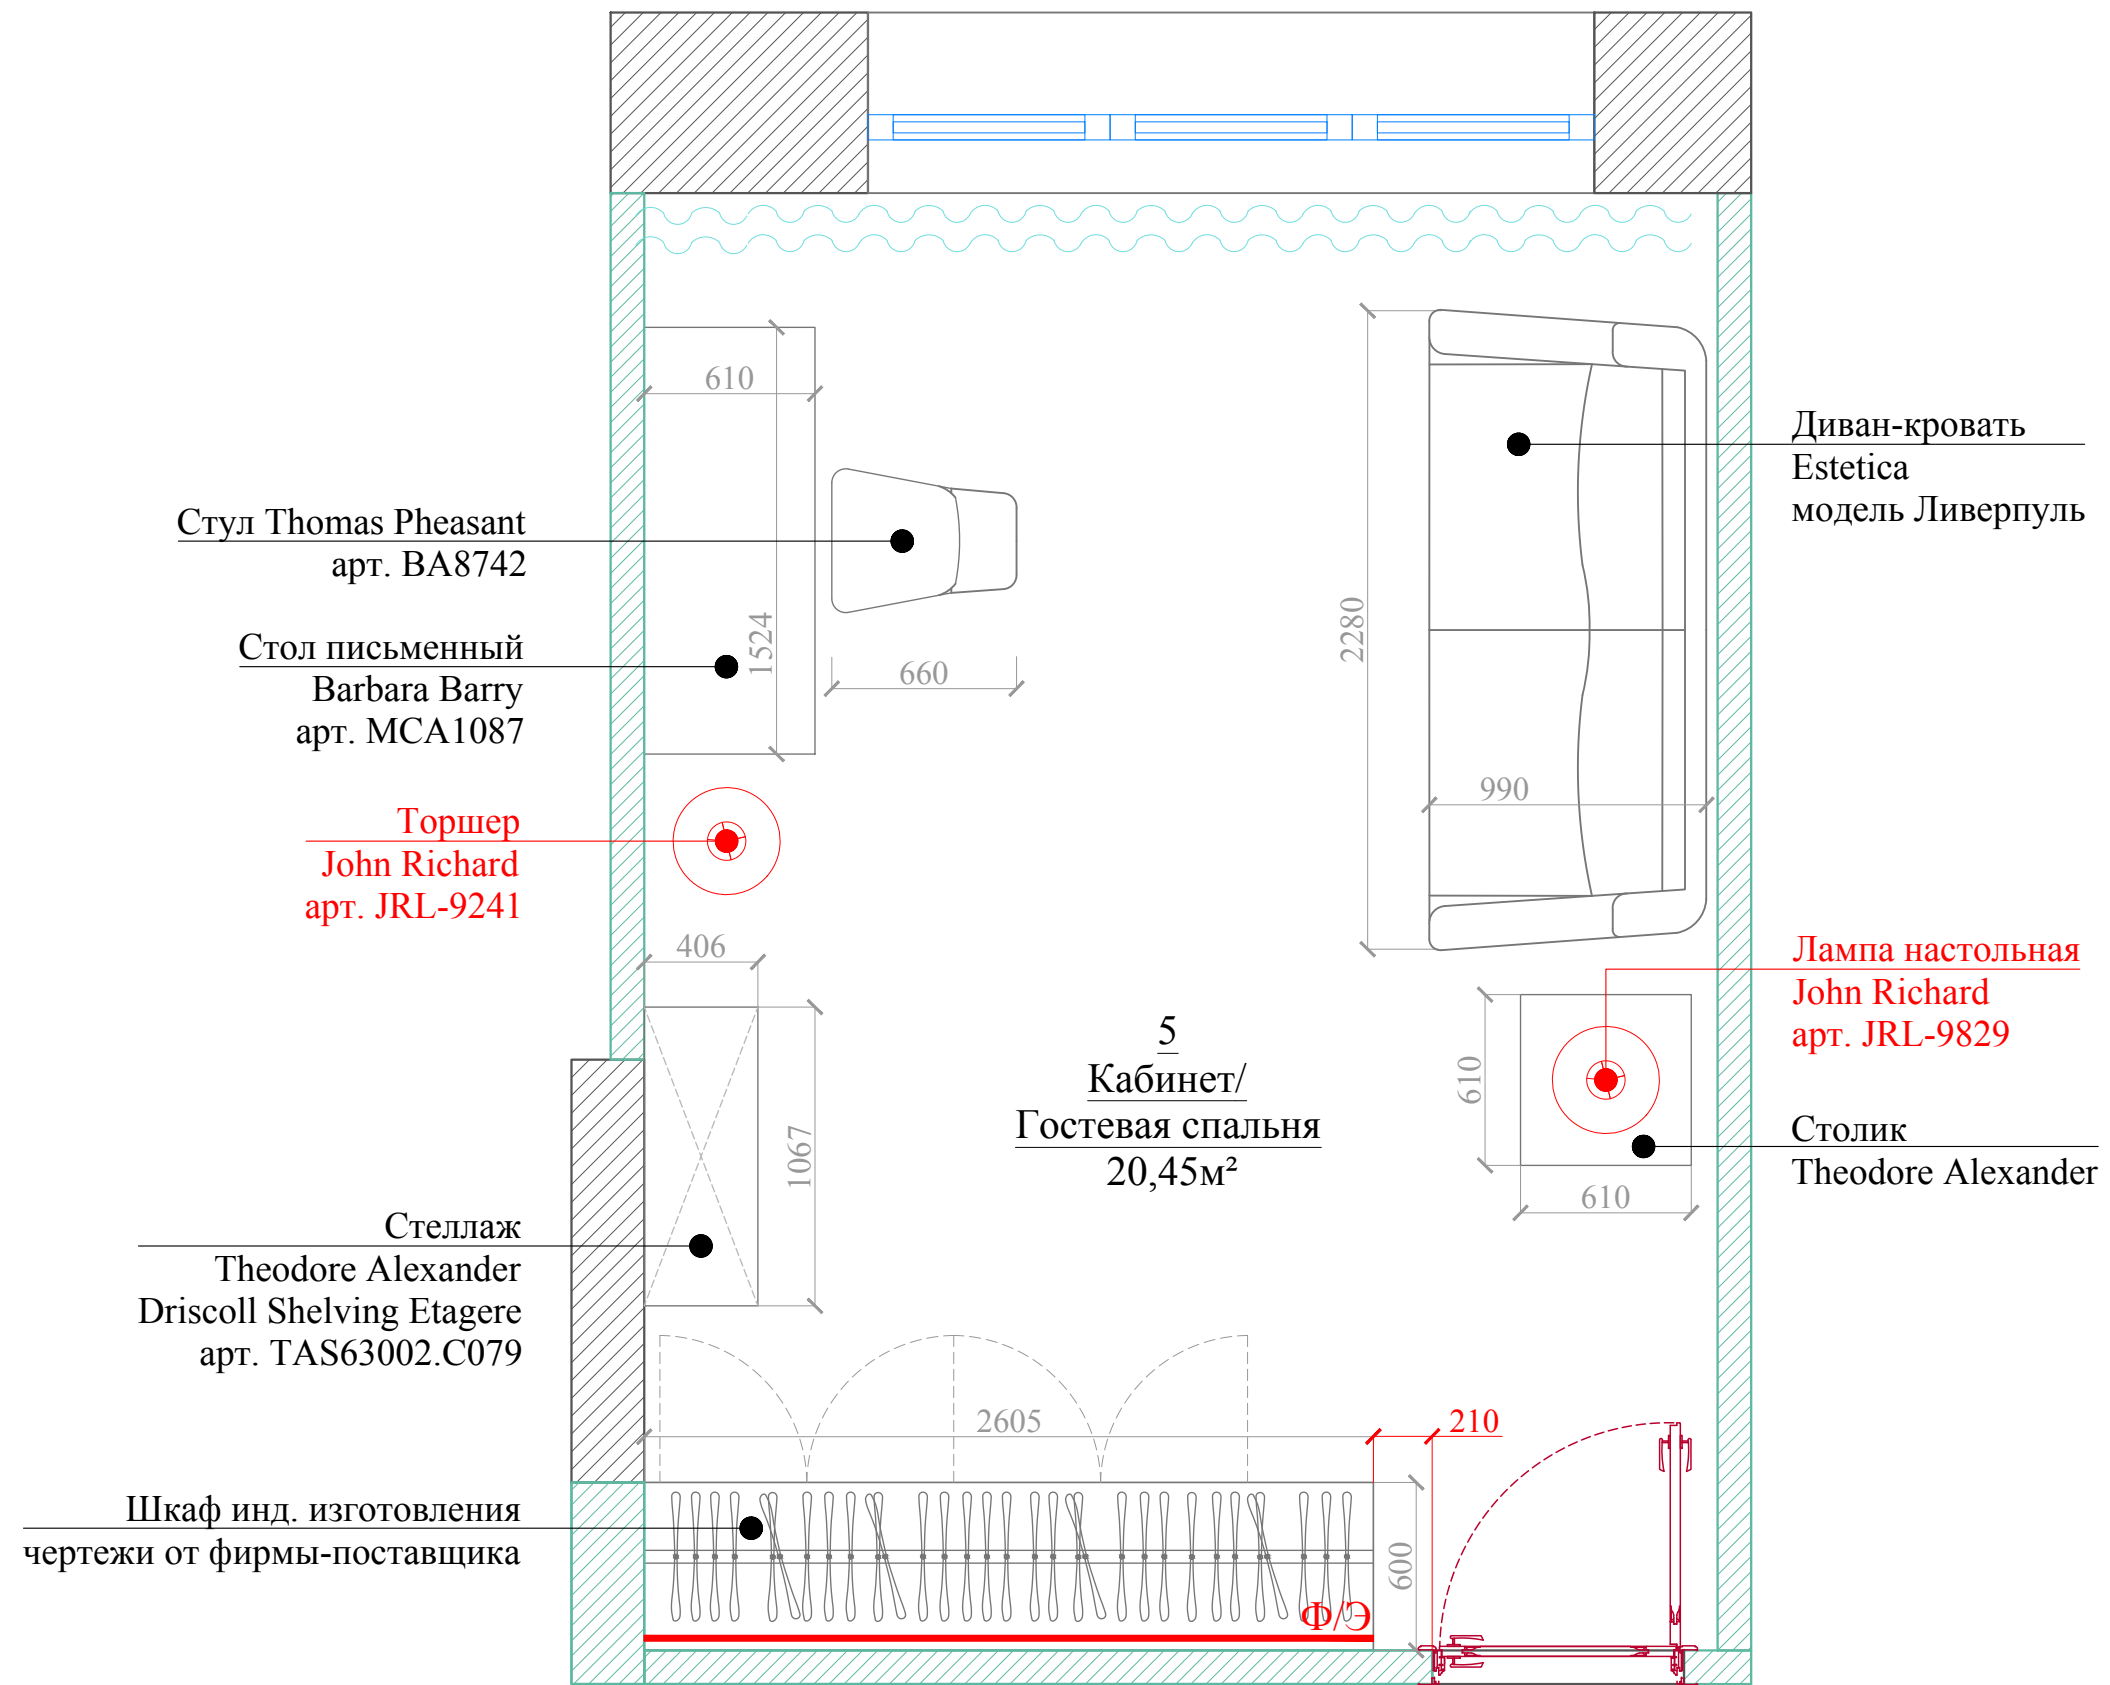 610
Диван-кровать
Estetica
модель Ливерпуль
Стул Thomas Pheasant
арт. BA8742
1524
660
2280
Стол письменный
Barbara Barry
арт. MCA1087
990
Торшер
John Richard
арт. JRL-9241
406
Лампа настольная
John Richard
арт. JRL-9829
5
Кабинет/
Гостевая спальня
20,45м²
610
1067
Столик
Theodore Alexander
610
Стеллаж
Theodore Alexander
Driscoll Shelving Etagere
арт. TAS63002.C079
2605
210
Шкаф инд. изготовления
чертежи от фирмы-поставщика
600
Ф/Э